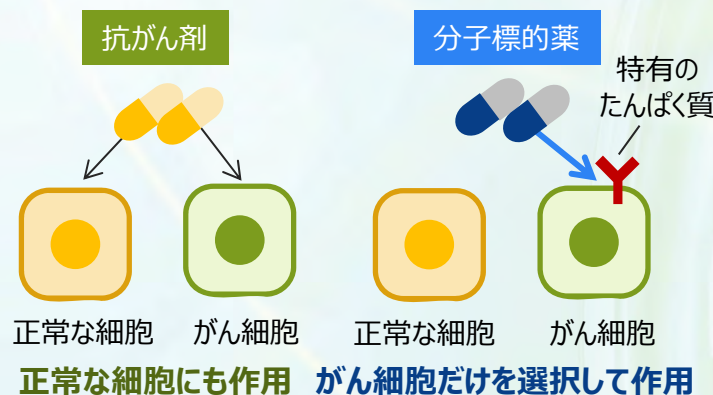 抗がん剤
分子標的薬
特有の
たんぱく質
正常な細胞
がん細胞
正常な細胞
がん細胞
正常な細胞にも作用
がん細胞だけを選択して作用